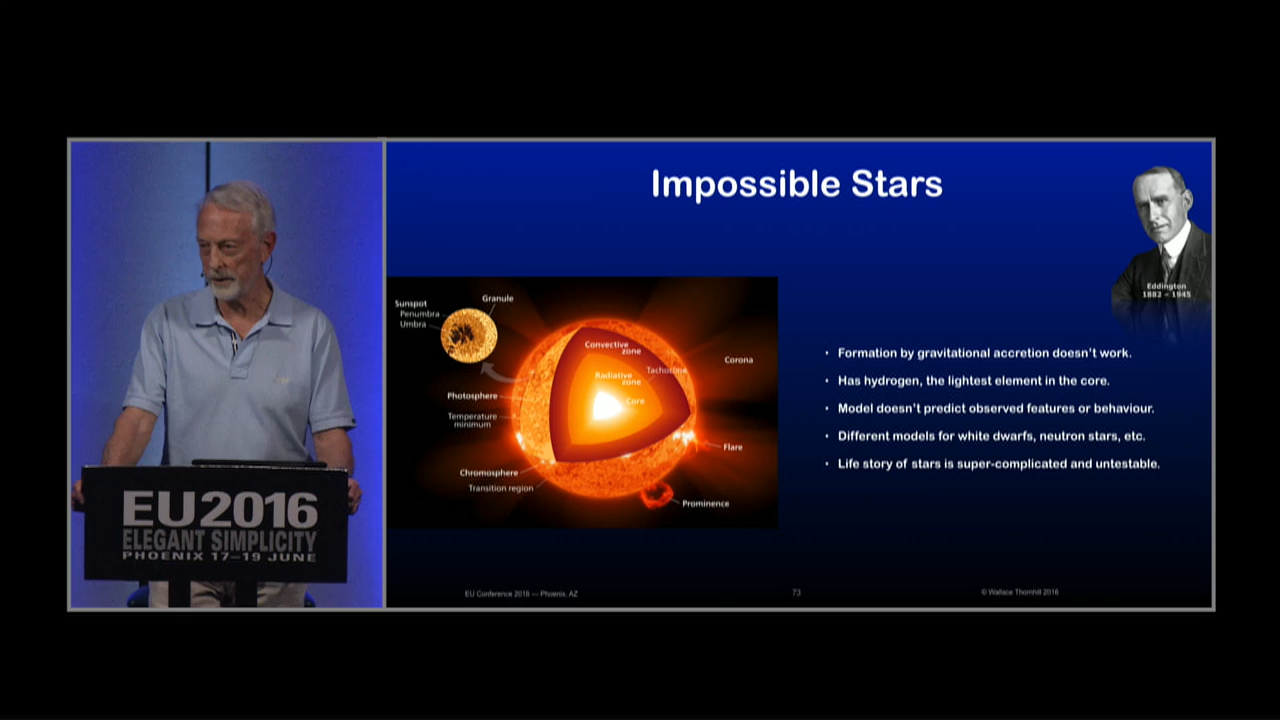 EU2016
ELEGANT SIMPLICITY
PHOENIX 17–19 JUNE
Impossible Stars
Eddington
1882 – 1945
Sunspot
Penumbra
Umbra
Granule
Convective
zone
Radiative
zone
Tachocline
Core
Corona
Photosphere
Temperature
minimum
Flare
Chromosphere
Transition region
Prominence
• Formation by gravitational accretion doesn't work.
• Has hydrogen, the lightest element in the core.
• Model doesn't predict observed features or behaviour.
• Different models for white dwarfs, neutron stars, etc.
• Life story of stars is super-complicated and untestable.
EU Conference 2016 — Phoenix, AZ
73
© Wallace Thornhill 2016